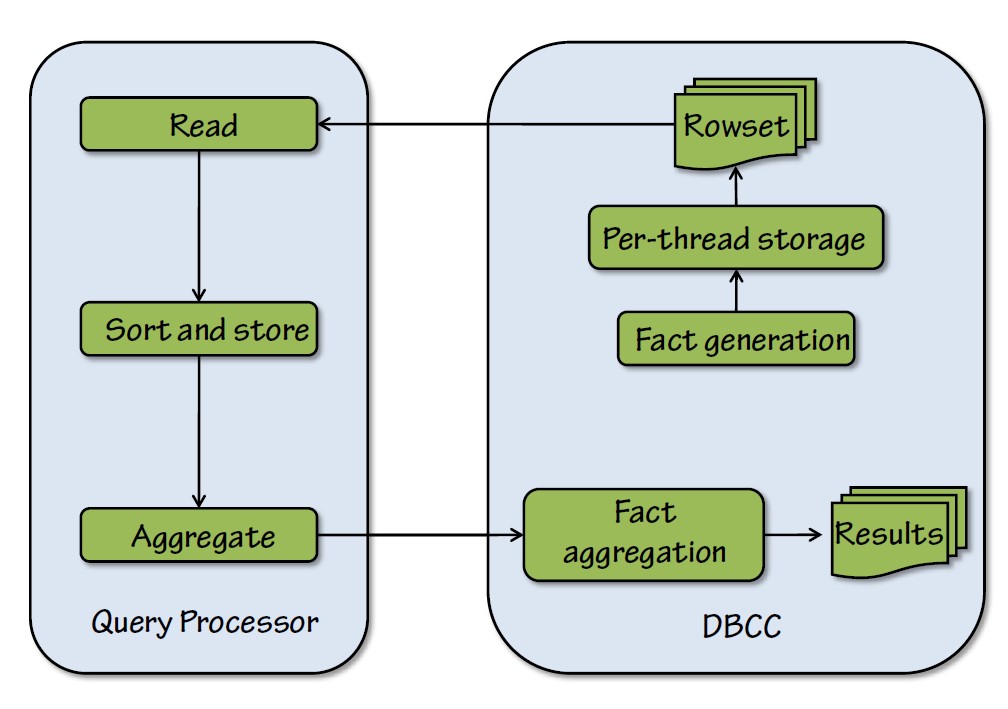 Read
Rowset
Per-thread storage
Sort and store
Fact generation
Aggregate
Fact
aggregation
Results
Query Processor
DBCC